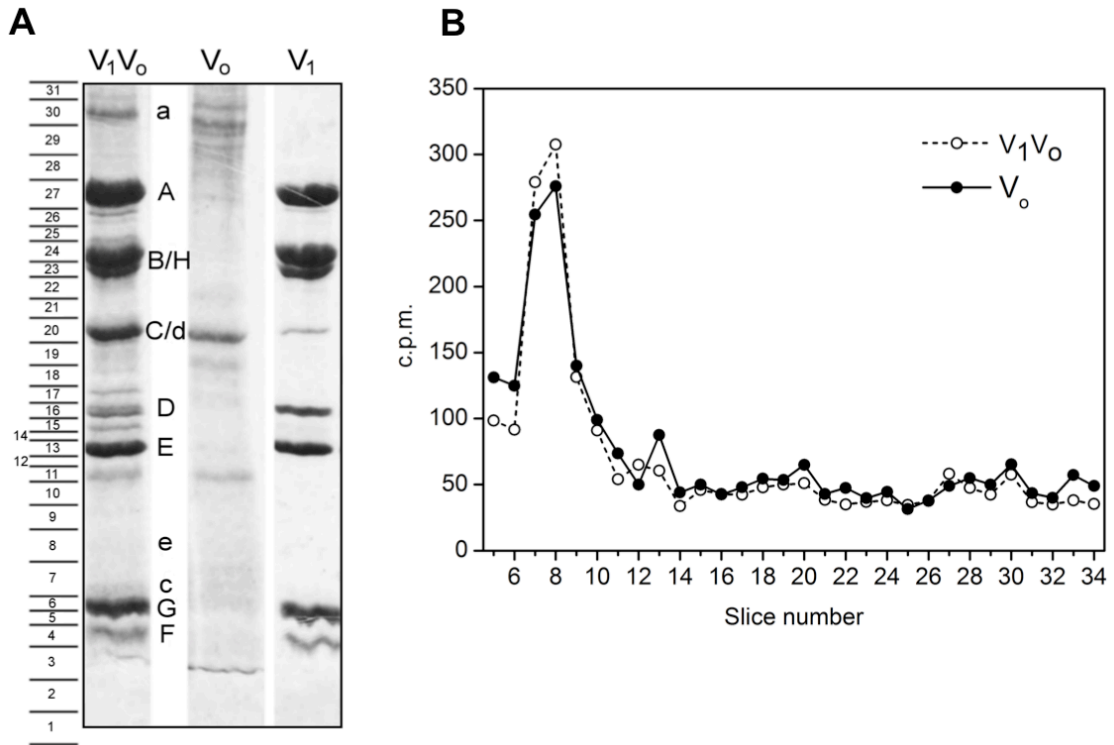 A
V₁Vₒ Vₒ V₁
31
30 a
29
28
27 A
26
25
24 B/H
23
22
21
20 C/d
19
18
17
16 D
15
14
13 E
12
11
10
9
8 e
7 c
6 G
5
4 F
3
2
1
B
350
300
250
200
150
100
50
0
c.p.m.
V₁Vₒ
Vₒ
6 8 10 12 14 16 18 20 22 24 26 28 30 32 34
Slice number